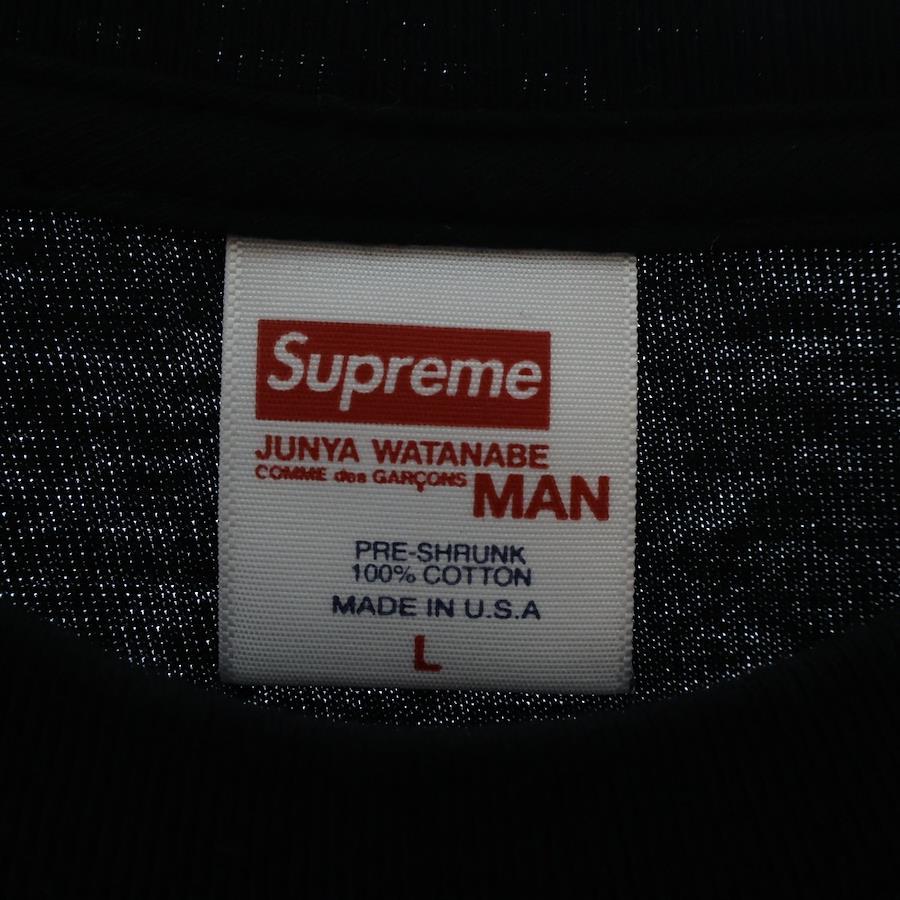 Supreme
JUNYA WATANABE
COMME des GARÇONS MAN
PRE-SHRUNK
100% COTTON
MADE IN U.S.A
L